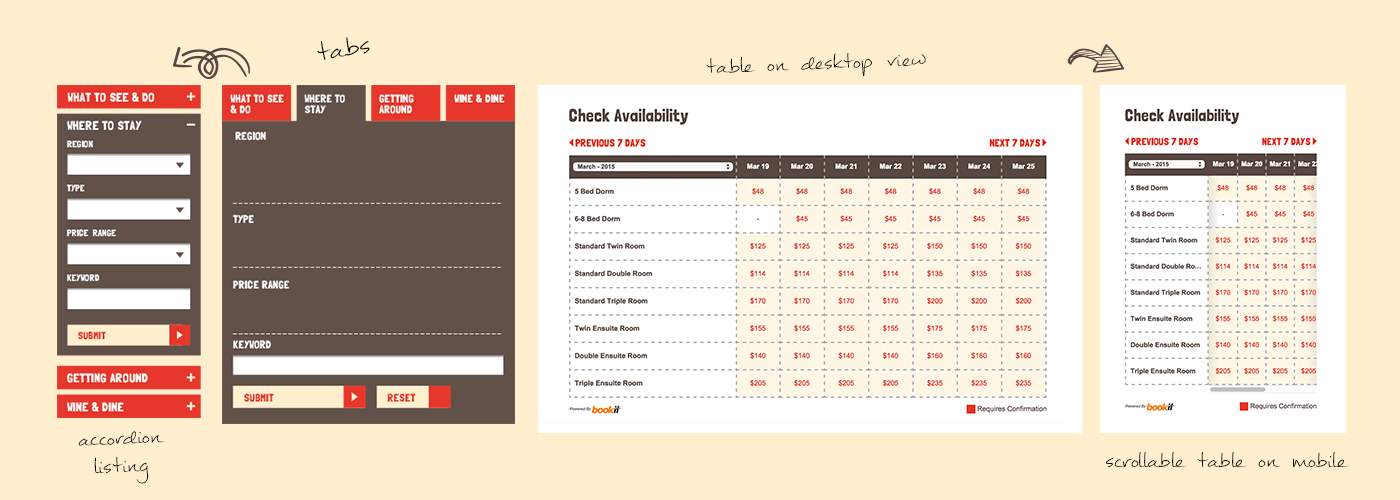 tabs
table on desktop view
WHAT TO SEE & DO +
WHERE TO STAY −
REGION
TYPE
PRICE RANGE
KEYWORD
SUBMIT
GETTING AROUND +
WINE & DINE +
accordion
listing
WHAT TO SEE
& DO
WHERE TO
STAY
GETTING
AROUND
WINE & DINE
REGION
TYPE
PRICE RANGE
KEYWORD
SUBMIT
RESET
Check Availability
PREVIOUS 7 DAYS NEXT 7 DAYS
March - 2015 Mar 19 Mar 20 Mar 21 Mar 22 Mar 23 Mar 24 Mar 25
5 Bed Dorm $48 $48 $48 $48 $48 $48 $48
6-8 Bed Dorm - $45 $45 $45 $45 $45 $45
Standard Twin Room $125 $125 $125 $125 $150 $150 $150
Standard Double Room $114 $114 $114 $114 $135 $135 $135
Standard Triple Room $170 $170 $170 $170 $200 $200 $200
Twin Ensuite Room $155 $155 $155 $155 $175 $175 $175
Double Ensuite Room $140 $140 $140 $140 $160 $160 $160
Triple Ensuite Room $205 $205 $205 $205 $235 $235 $235
Powered By bookit Requires Confirmation
Check Availability
PREVIOUS 7 DAYS NEXT 7 DAYS
March - 2015 Mar 19 Mar 20 Mar 21 Mar 22
5 Bed Dorm $48 $48 $48 $48
6-8 Bed Dorm - $45 $45 $45
Standard Twin Room $125 $125 $125 $125
Standard Double Ro... $114 $114 $114 $114
Standard Triple Room $170 $170 $170 $170
Twin Ensuite Room $155 $155 $155 $155
Double Ensuite Room $140 $140 $140 $140
Triple Ensuite Room $205 $205 $205 $205
Powered By bookit Requires Confirmation
scrollable table on mobile